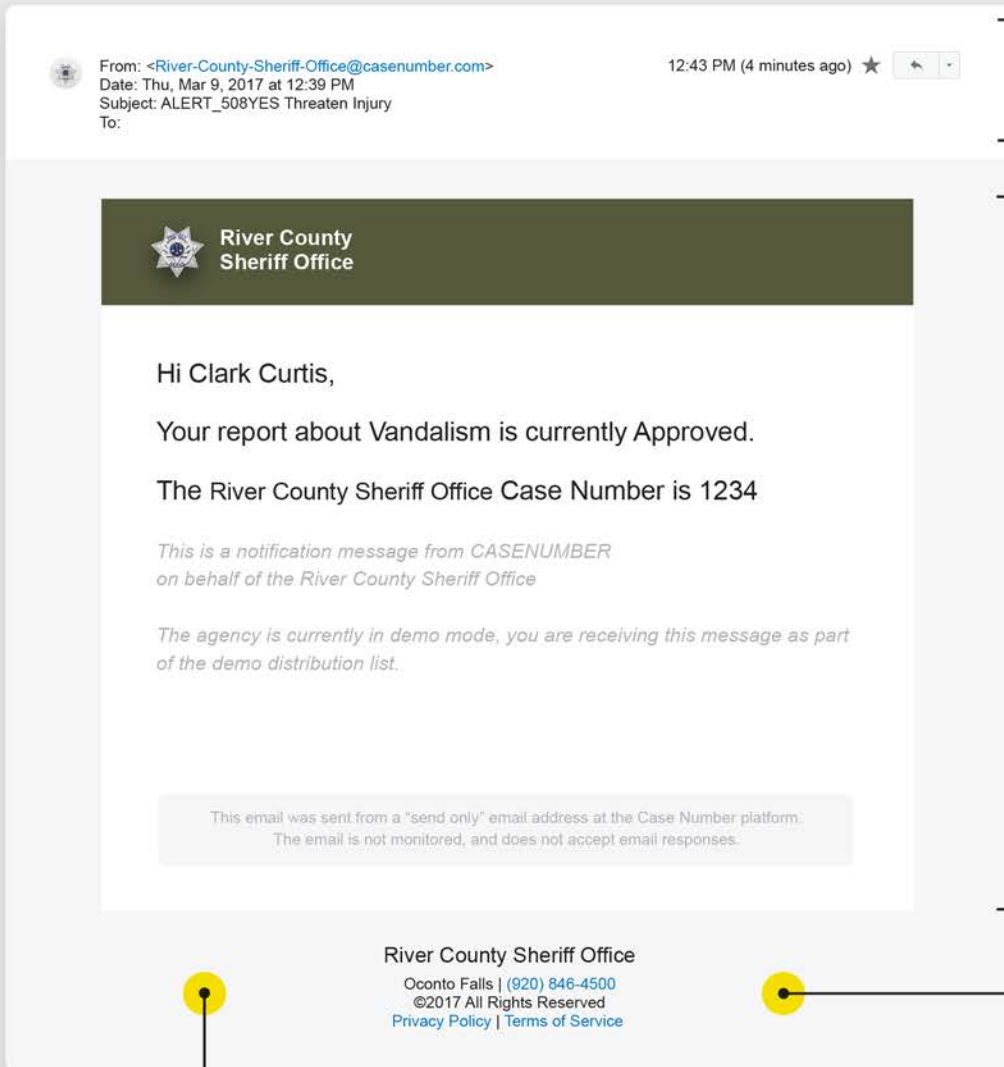 From: <River-County-Sheriff-Office@casenumber.com>
12:43 PM (4 minutes ago)
Date: Thu, Mar 9, 2017 at 12:39 PM
Subject: ALERT_508YES Threaten Injury
To:
River County
Sheriff Office
Hi Clark Curtis,
Your report about Vandalism is currently Approved.
The River County Sheriff Office Case Number is 1234
This is a notification message from CASENUMBER
on behalf of the River County Sheriff Office
The agency is currently in demo mode, you are receiving this message as part
of the demo distribution list.
This email was sent from a "send only" email address at the Case Number platform.
The email is not monitored, and does not accept email responses.
River County Sheriff Office
Oconto Falls | (920) 846-4500
©2017 All Rights Reserved
Privacy Policy | Terms of Service